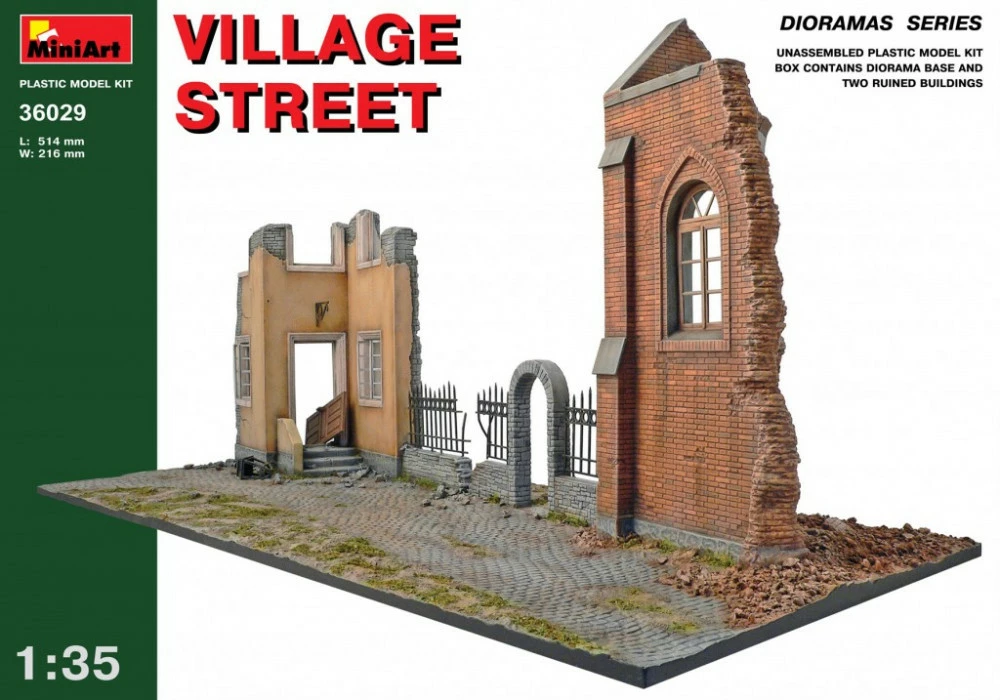 MiniArt
PLASTIC MODEL KIT
36029
L: 514 mm
W: 216 mm
VILLAGE
STREET
DIORAMAS SERIES
UNASSEMBLED PLASTIC MODEL KIT
BOX CONTAINS DIORAMA BASE AND
TWO RUINED BUILDINGS
1:35